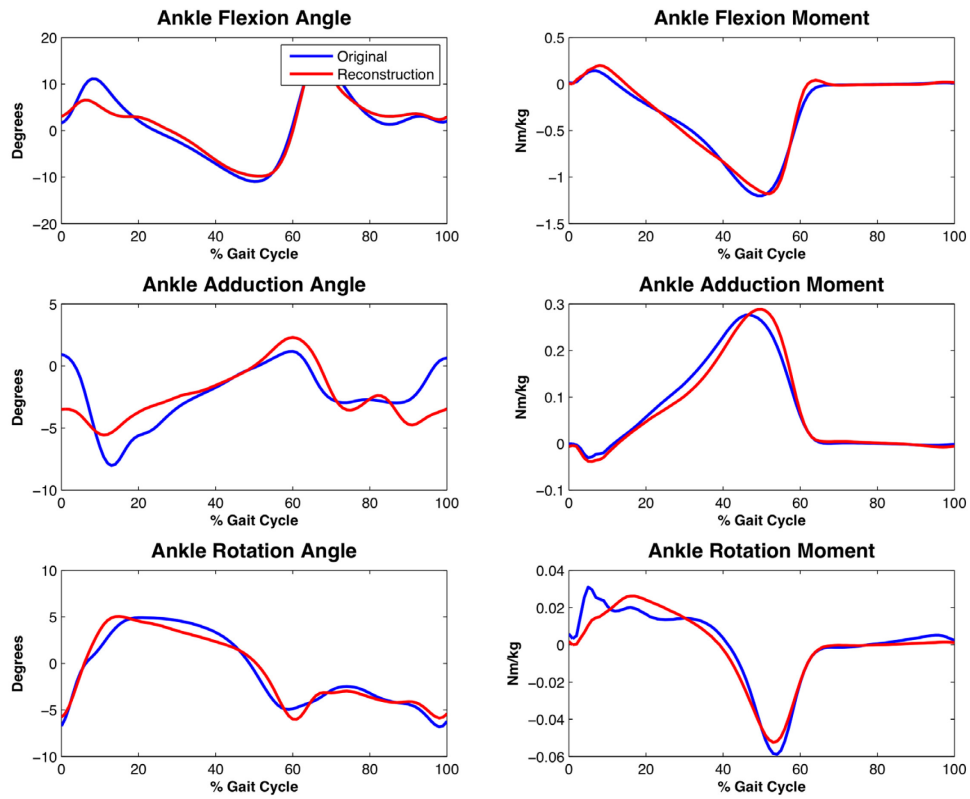 Ankle Flexion Angle
20
10
0
−10
−20
Degrees
Original
Reconstruction
0 20 40 60 80 100
% Gait Cycle
Ankle Flexion Moment
0.5
0
−0.5
−1
−1.5
Nm/kg
0 20 40 60 80 100
% Gait Cycle
Ankle Adduction Angle
5
0
−5
−10
Degrees
0 20 40 60 80 100
% Gait Cycle
Ankle Adduction Moment
0.3
0.2
0.1
0
−0.1
Nm/kg
0 20 40 60 80 100
% Gait Cycle
Ankle Rotation Angle
10
5
0
−5
−10
Degrees
0 20 40 60 80 100
% Gait Cycle
Ankle Rotation Moment
0.04
0.02
0
−0.02
−0.04
−0.06
Nm/kg
0 20 40 60 80 100
% Gait Cycle